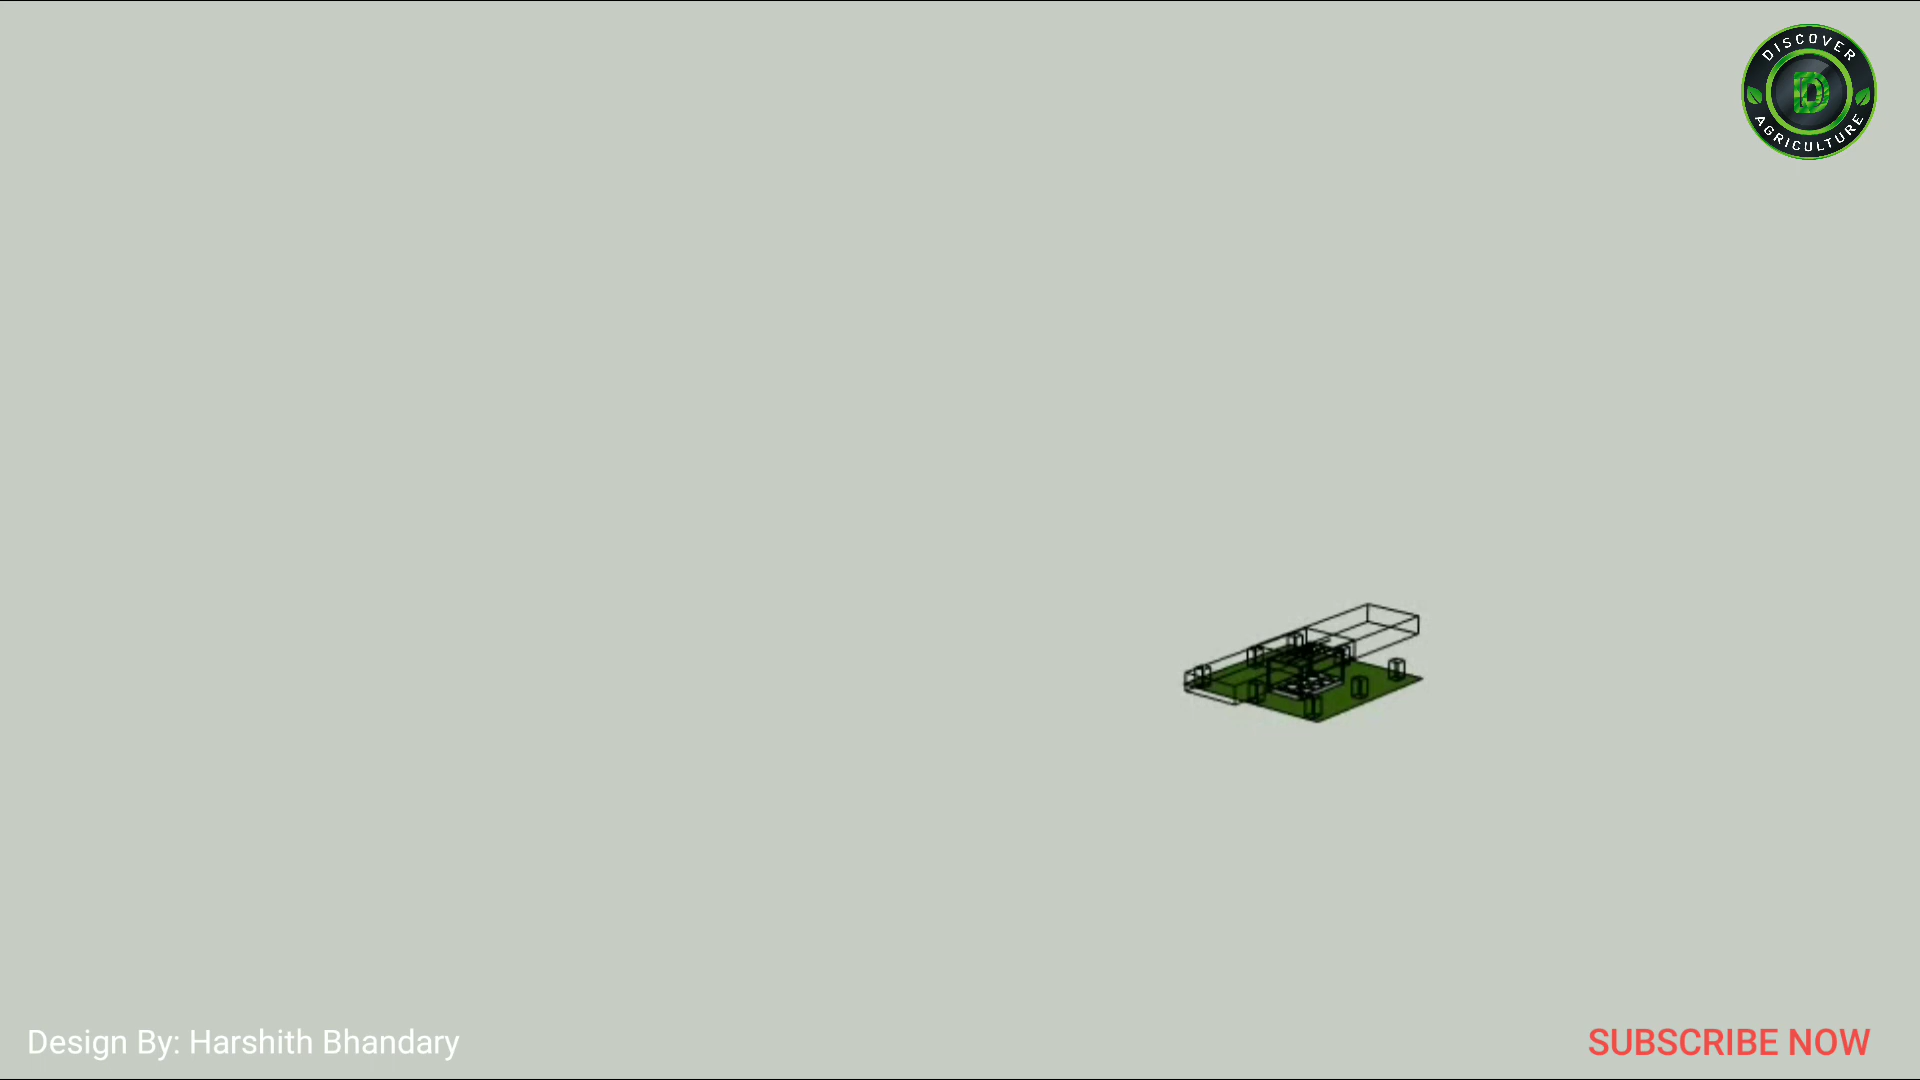 DISCOVER
D
AGRICULTURE
Design By: Harshith Bhandary
SUBSCRIBE NOW